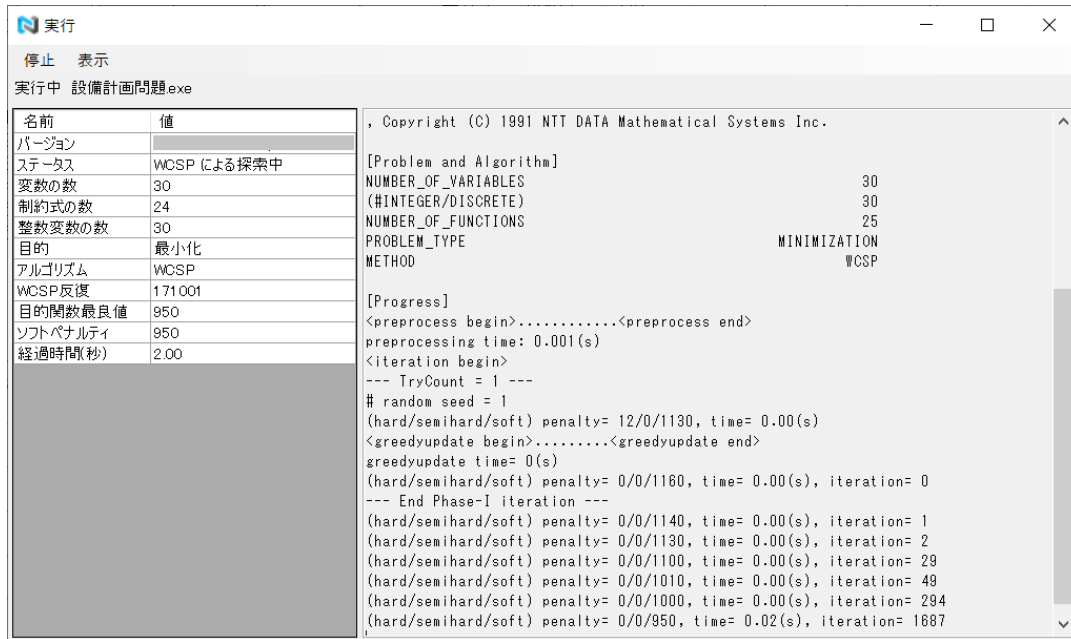 実行
停止 表示
実行中 設備計画問題.exe
名前 値
バージョン
ステータス WCSP による探索中
変数の数 30
制約式の数 24
整数変数の数 30
目的 最小化
アルゴリズム WCSP
WCSP反復 171001
目的関数最良値 950
ソフトペナルティ 950
経過時間(秒) 2.00
, Copyright (C) 1991 NTT DATA Mathematical Systems Inc.
[Problem and Algorithm]
NUMBER_OF_VARIABLES 30
(#INTEGER/DISCRETE) 30
NUMBER_OF_FUNCTIONS 25
PROBLEM_TYPE MINIMIZATION
METHOD WCSP
[Progress]
<preprocess begin>............<preprocess end>
preprocessing time: 0.001(s)
<iteration begin>
--- TryCount = 1 ---
# random seed = 1
(hard/semihard/soft) penalty= 12/0/1130, time= 0.00(s)
<greedyupdate begin>.........<greedyupdate end>
greedyupdate time= 0(s)
(hard/semihard/soft) penalty= 0/0/1160, time= 0.00(s), iteration= 0
--- End Phase-I iteration ---
(hard/semihard/soft) penalty= 0/0/1140, time= 0.00(s), iteration= 1
(hard/semihard/soft) penalty= 0/0/1130, time= 0.00(s), iteration= 2
(hard/semihard/soft) penalty= 0/0/1100, time= 0.00(s), iteration= 29
(hard/semihard/soft) penalty= 0/0/1010, time= 0.00(s), iteration= 49
(hard/semihard/soft) penalty= 0/0/1000, time= 0.00(s), iteration= 294
(hard/semihard/soft) penalty= 0/0/950, time= 0.02(s), iteration= 1687